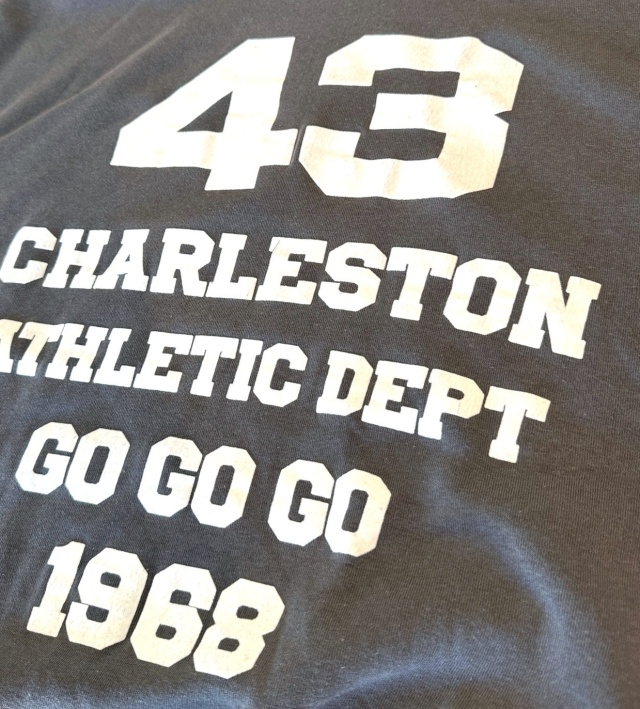 43
CHARLESTON
ATHLETIC DEPT
GO GO GO
1968